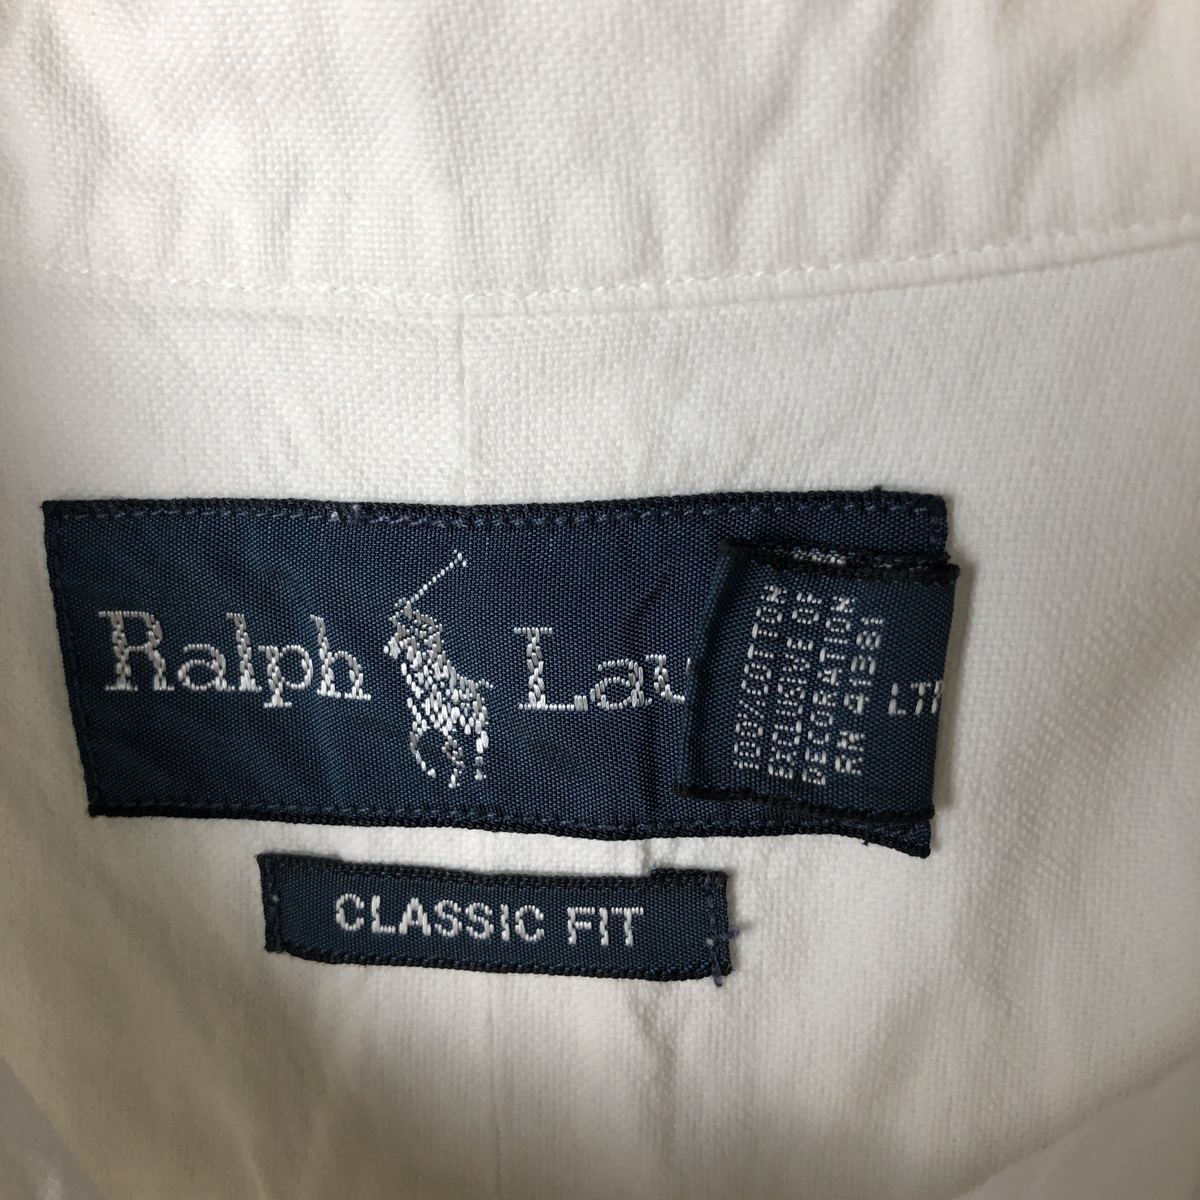 Ralph Lau
100% COTTON
EXCLUSIVE OF
DECORATION
RN 41381
CLASSIC FIT